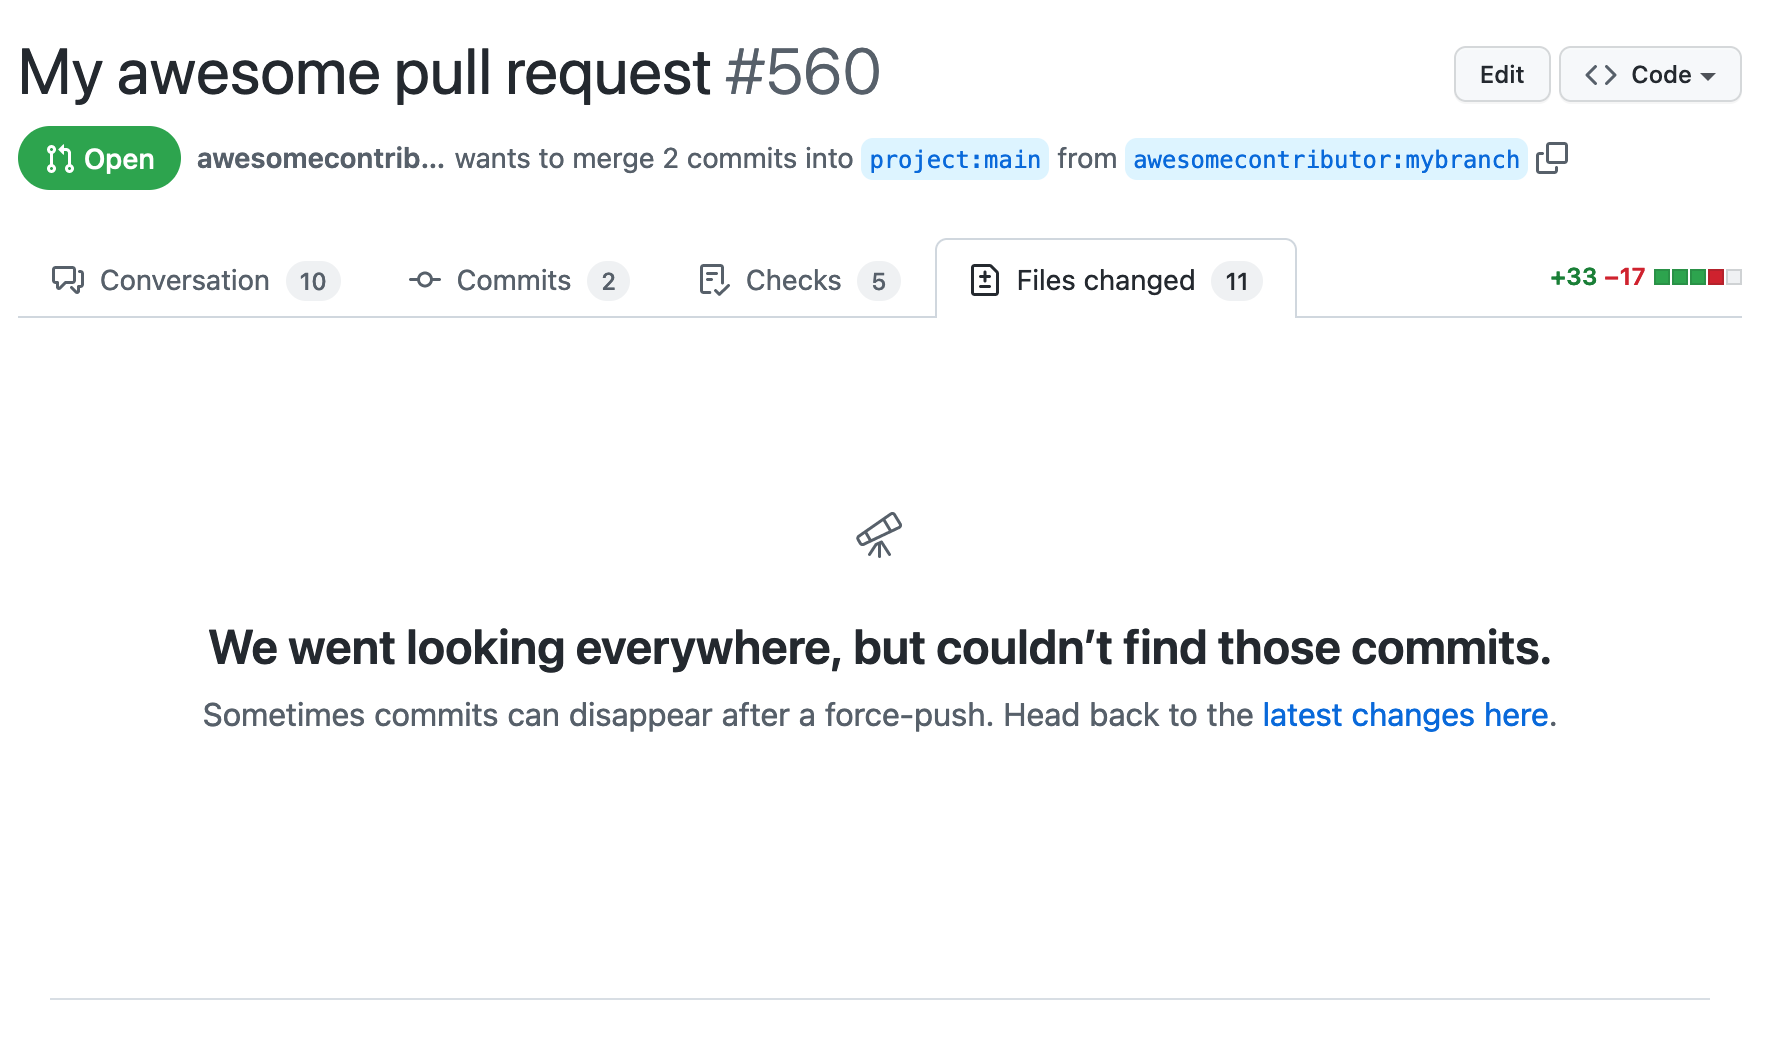 My awesome pull request #560
Edit
Code
Open
awesomecontrib... wants to merge 2 commits into project:main from awesomecontributor:mybranch
Conversation 10
Commits 2
Checks 5
Files changed 11
+33 −17
We went looking everywhere, but couldn’t find those commits.
Sometimes commits can disappear after a force-push. Head back to the latest changes here.